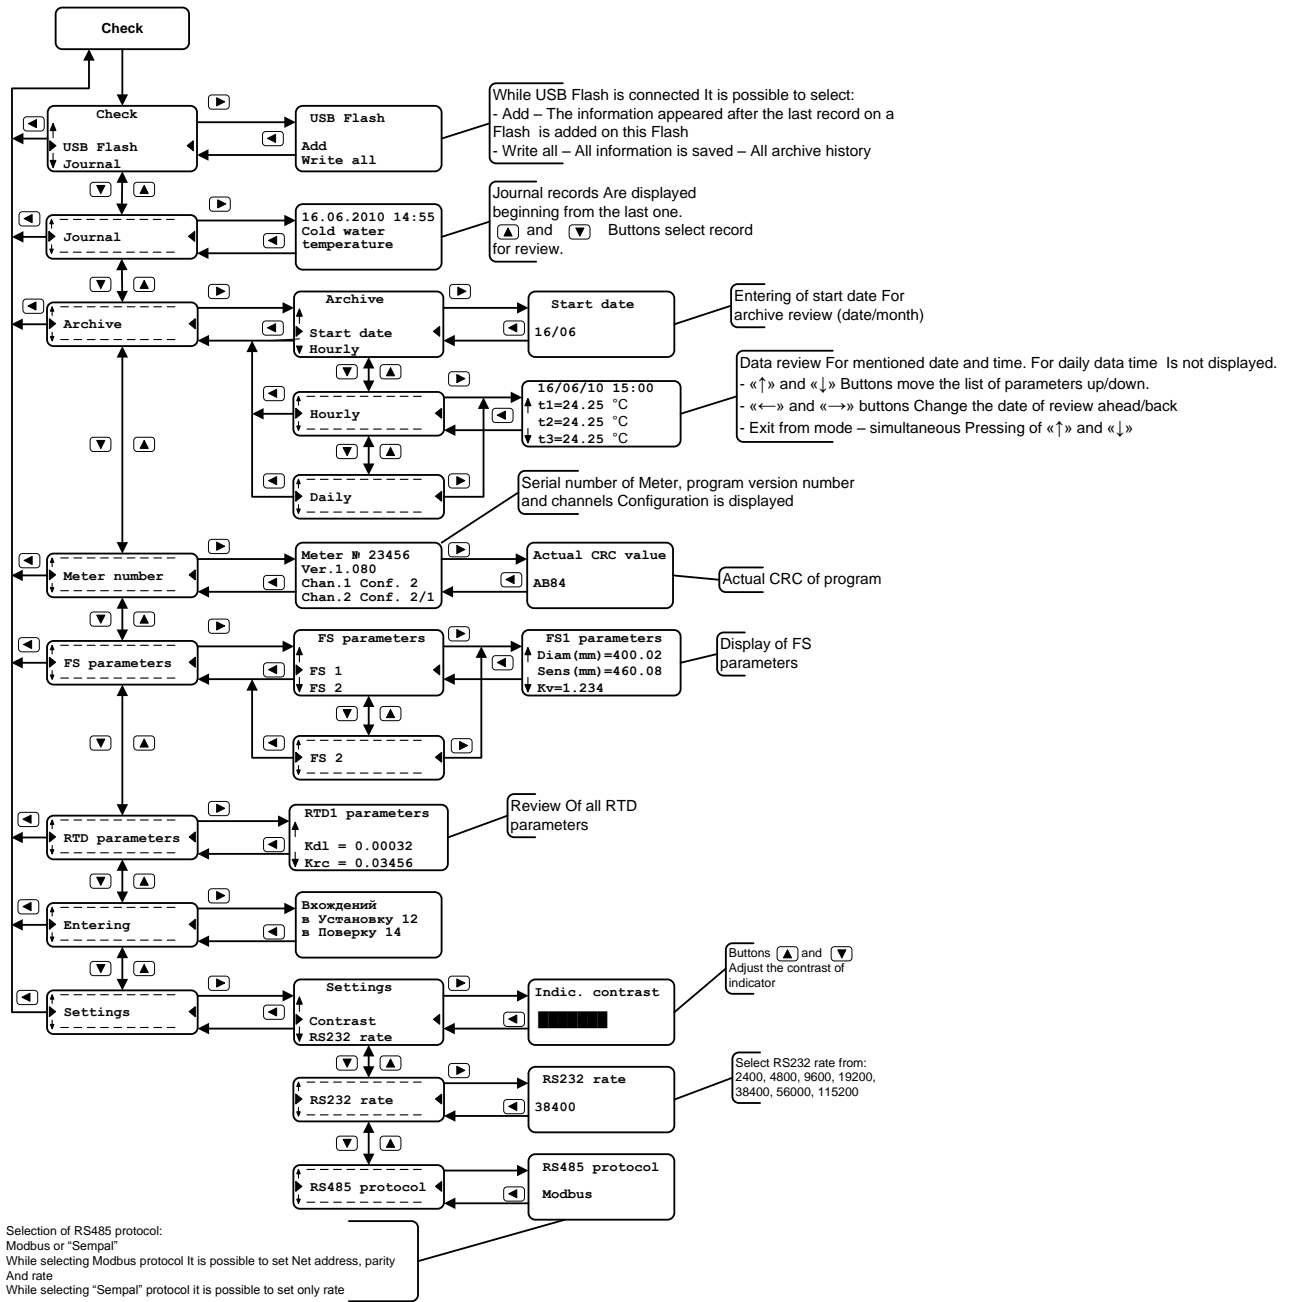 Check
Check
USB Flash
Journal
USB Flash
Add
Write all
While USB Flash is connected It is possible to select:
- Add – The information appeared after the last record on a
Flash is added on this Flash
- Write all – All information is saved – All archive history
Journal
16.06.2010 14:55
Cold water
temperature
Journal records Are displayed
beginning from the last one.
and Buttons select record
for review.
Archive
Archive
Start date
Hourly
Start date
16/06
Entering of start date For
archive review (date/month)
Hourly
16/06/10 15:00
t1=24.25 °C
t2=24.25 °C
t3=24.25 °C
Data review For mentioned date and time. For daily data time Is not displayed.
- «↑» and «↓» Buttons move the list of parameters up/down.
- «←» and «→» buttons Change the date of review ahead/back
- Exit from mode – simultaneous Pressing of «↑» and «↓»
Daily
Serial number of Meter, program version number
and channels Configuration is displayed
Meter number
Meter № 23456
Ver.1.080
Chan.1 Conf. 2
Chan.2 Conf. 2/1
Actual CRC value
AB84
Actual CRC of program
FS parameters
FS parameters
FS 1
FS 2
FS1 parameters
Diam(mm)=400.02
Sens(mm)=460.08
Kv=1.234
Display of FS
parameters
FS 2
RTD parameters
RTD1 parameters
Kdl = 0.00032
Krc = 0.03456
Review Of all RTD
parameters
Entering
Вхождений
в Установку 12
в Поверку 14
Settings
Settings
Contrast
RS232 rate
Indic. contrast
Buttons and
Adjust the contrast of
indicator
RS232 rate
RS232 rate
38400
Select RS232 rate from:
2400, 4800, 9600, 19200,
38400, 56000, 115200
RS485 protocol
RS485 protocol
Modbus
Selection of RS485 protocol:
Modbus or “Sempal”
While selecting Modbus protocol It is possible to set Net address, parity
And rate
While selecting “Sempal” protocol it is possible to set only rate